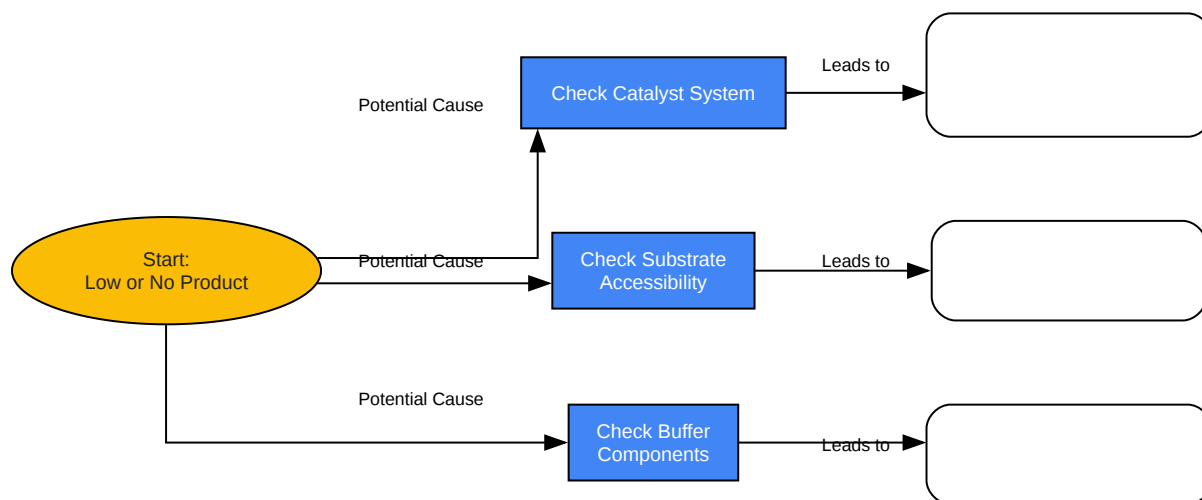 Potential Cause
Check Catalyst System
Leads to
Start:
Low or No Product
Potential Cause
Check Substrate
Accessibility
Leads to
Potential Cause
Check Buffer
Components
Leads to